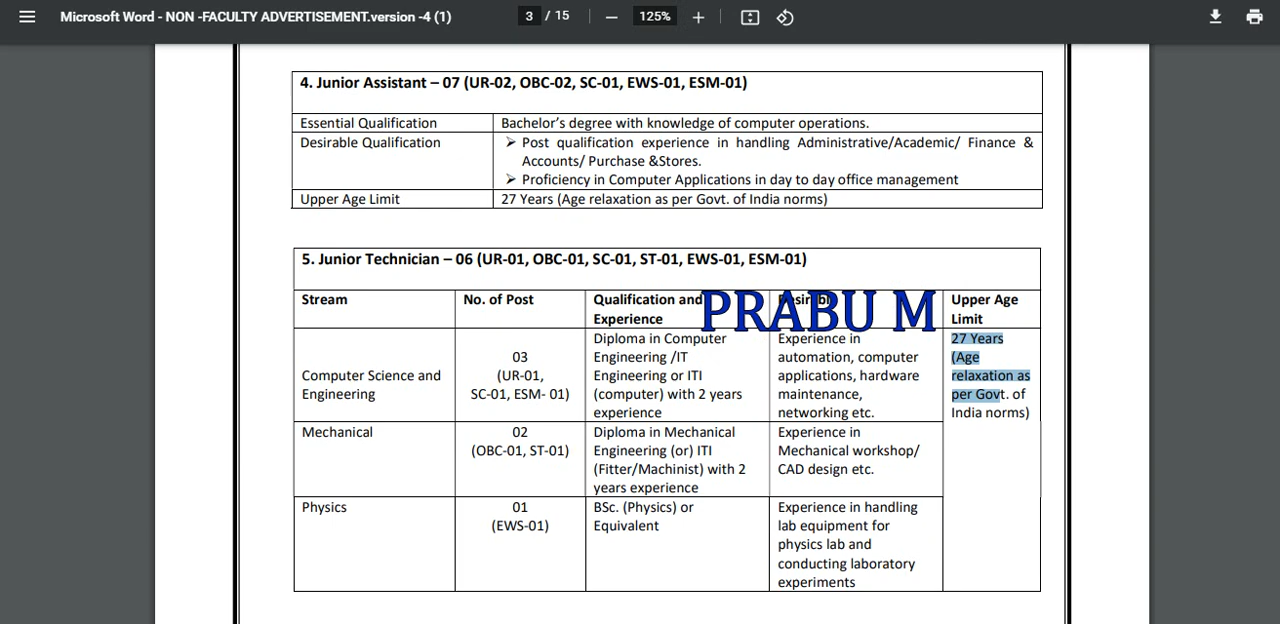 Microsoft Word - NON -FACULTY ADVERTISEMENT.version -4 (1)
3 / 15
125%
4. Junior Assistant – 07 (UR-02, OBC-02, SC-01, EWS-01, ESM-01)
Essential Qualification
Bachelor's degree with knowledge of computer operations.
Desirable Qualification
➢ Post qualification experience in handling Administrative/Academic/ Finance &
Accounts/ Purchase &Stores.
➢ Proficiency in Computer Applications in day to day office management
Upper Age Limit
27 Years (Age relaxation as per Govt. of India norms)
5. Junior Technician – 06 (UR-01, OBC-01, SC-01, ST-01, EWS-01, ESM-01)
Stream
No. of Post
Qualification and
Experience
PRABU M
Upper Age
Limit
Computer Science and
Engineering
03
(UR-01,
SC-01, ESM- 01)
Diploma in Computer
Engineering /IT
Engineering or ITI
(computer) with 2 years
experience
Experience in
automation, computer
applications, hardware
maintenance,
networking etc.
27 Years
(Age
relaxation as
per Govt. of
India norms)
Mechanical
02
(OBC-01, ST-01)
Diploma in Mechanical
Engineering (or) ITI
(Fitter/Machinist) with 2
years experience
Experience in
Mechanical workshop/
CAD design etc.
Physics
01
(EWS-01)
BSc. (Physics) or
Equivalent
Experience in handling
lab equipment for
physics lab and
conducting laboratory
experiments